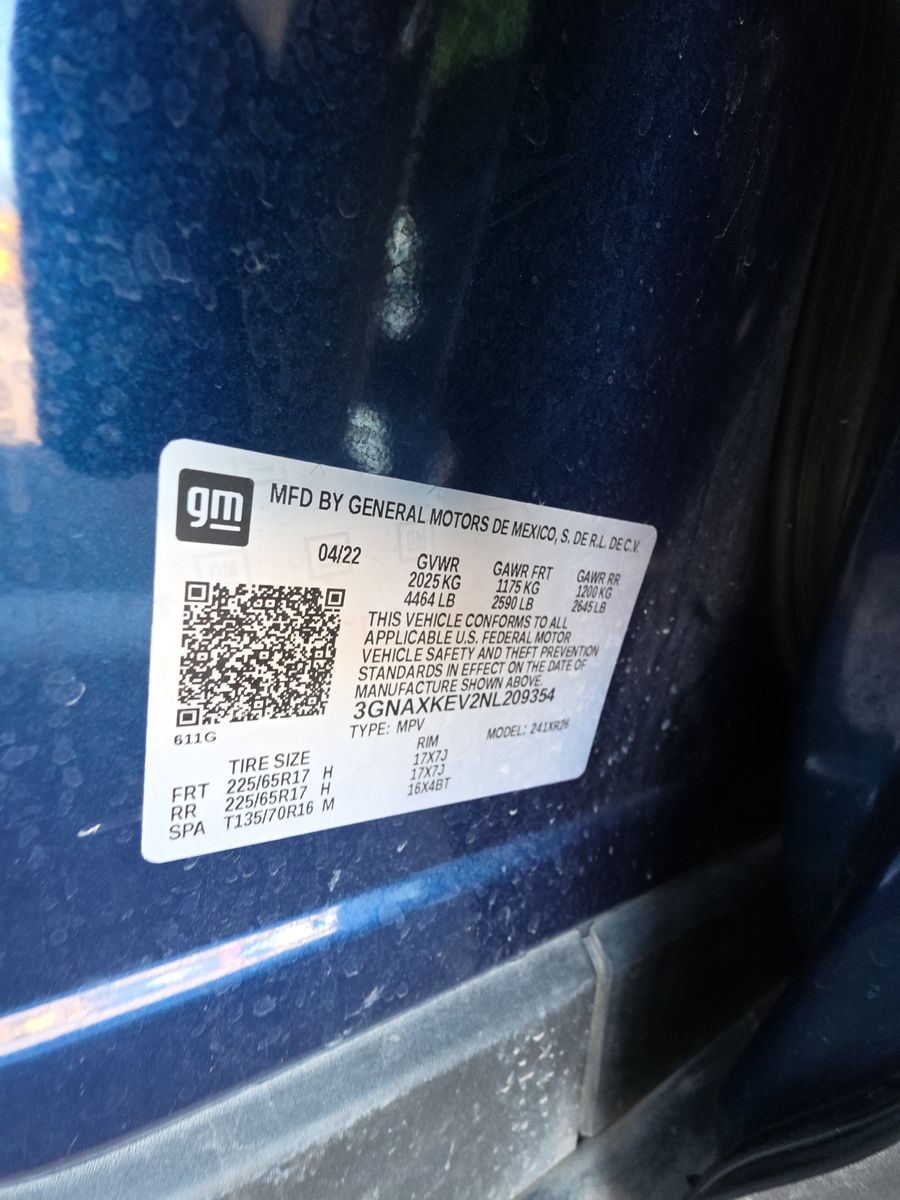 gm
MFD BY GENERAL MOTORS DE MEXICO, S. DE R.L. DE C.V.
04/22
GVWR GAWR FRT GAWR RR
2025 KG 1175 KG 1200 KG
4464 LB 2590 LB 2645 LB
THIS VEHICLE CONFORMS TO ALL
APPLICABLE U.S. FEDERAL MOTOR
VEHICLE SAFETY AND THEFT PREVENTION
STANDARDS IN EFFECT ON THE DATE OF
MANUFACTURE SHOWN ABOVE.
3GNAXKEV2NL209354
TYPE: MPV MODEL: 241XR26
611G
TIRE SIZE RIM
FRT 225/65R17 H 17X7J
RR 225/65R17 H 17X7J
SPA T135/70R16 M 16X4BT